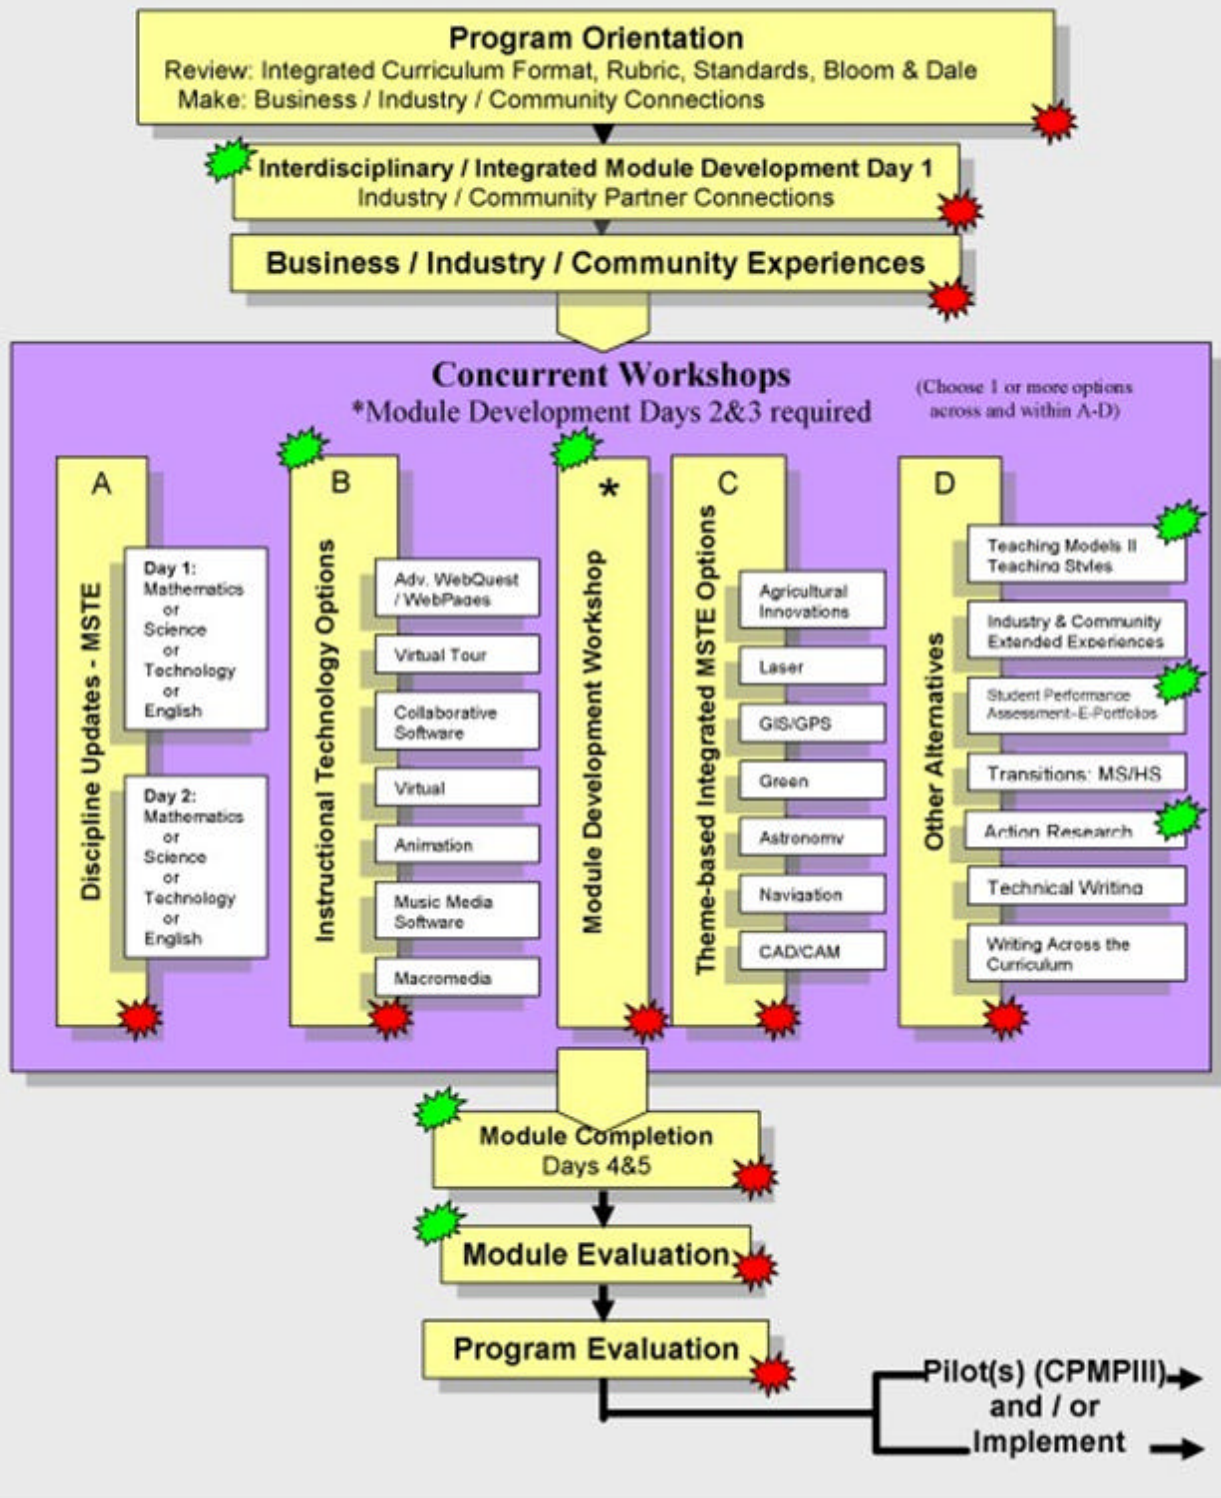 Program Orientation
Review: Integrated Curriculum Format, Rubric, Standards, Bloom & Dale
Make: Business / Industry / Community Connections
Interdisciplinary / Integrated Module Development Day 1
Industry / Community Partner Connections
Business / Industry / Community Experiences
Concurrent Workshops
*Module Development Days 2&3 required
(Choose 1 or more options
across and within A-D)
A
Discipline Updates - MSTE
Day 1:
Mathematics
or
Science
or
Technology
or
English
Day 2:
Mathematics
or
Science
or
Technology
or
English
B
Instructional Technology Options
Adv. WebQuest
/ WebPages
Virtual Tour
Collaborative
Software
Virtual
Animation
Music Media
Software
Macromedia
*
Module Development Workshop
C
Theme-based Integrated MSTE Options
Agricultural
Innovations
Laser
GIS/GPS
Green
Astronomy
Navigation
CAD/CAM
D
Other Alternatives
Teaching Models II
Teaching Styles
Industry & Community
Extended Experiences
Student Performance
Assessment-E-Portfolios
Transitions: MS/HS
Action Research
Technical Writing
Writing Across the
Curriculum
Module Completion
Days 4&5
Module Evaluation
Program Evaluation
Pilot(s) (CPMPIII)
and / or
Implement